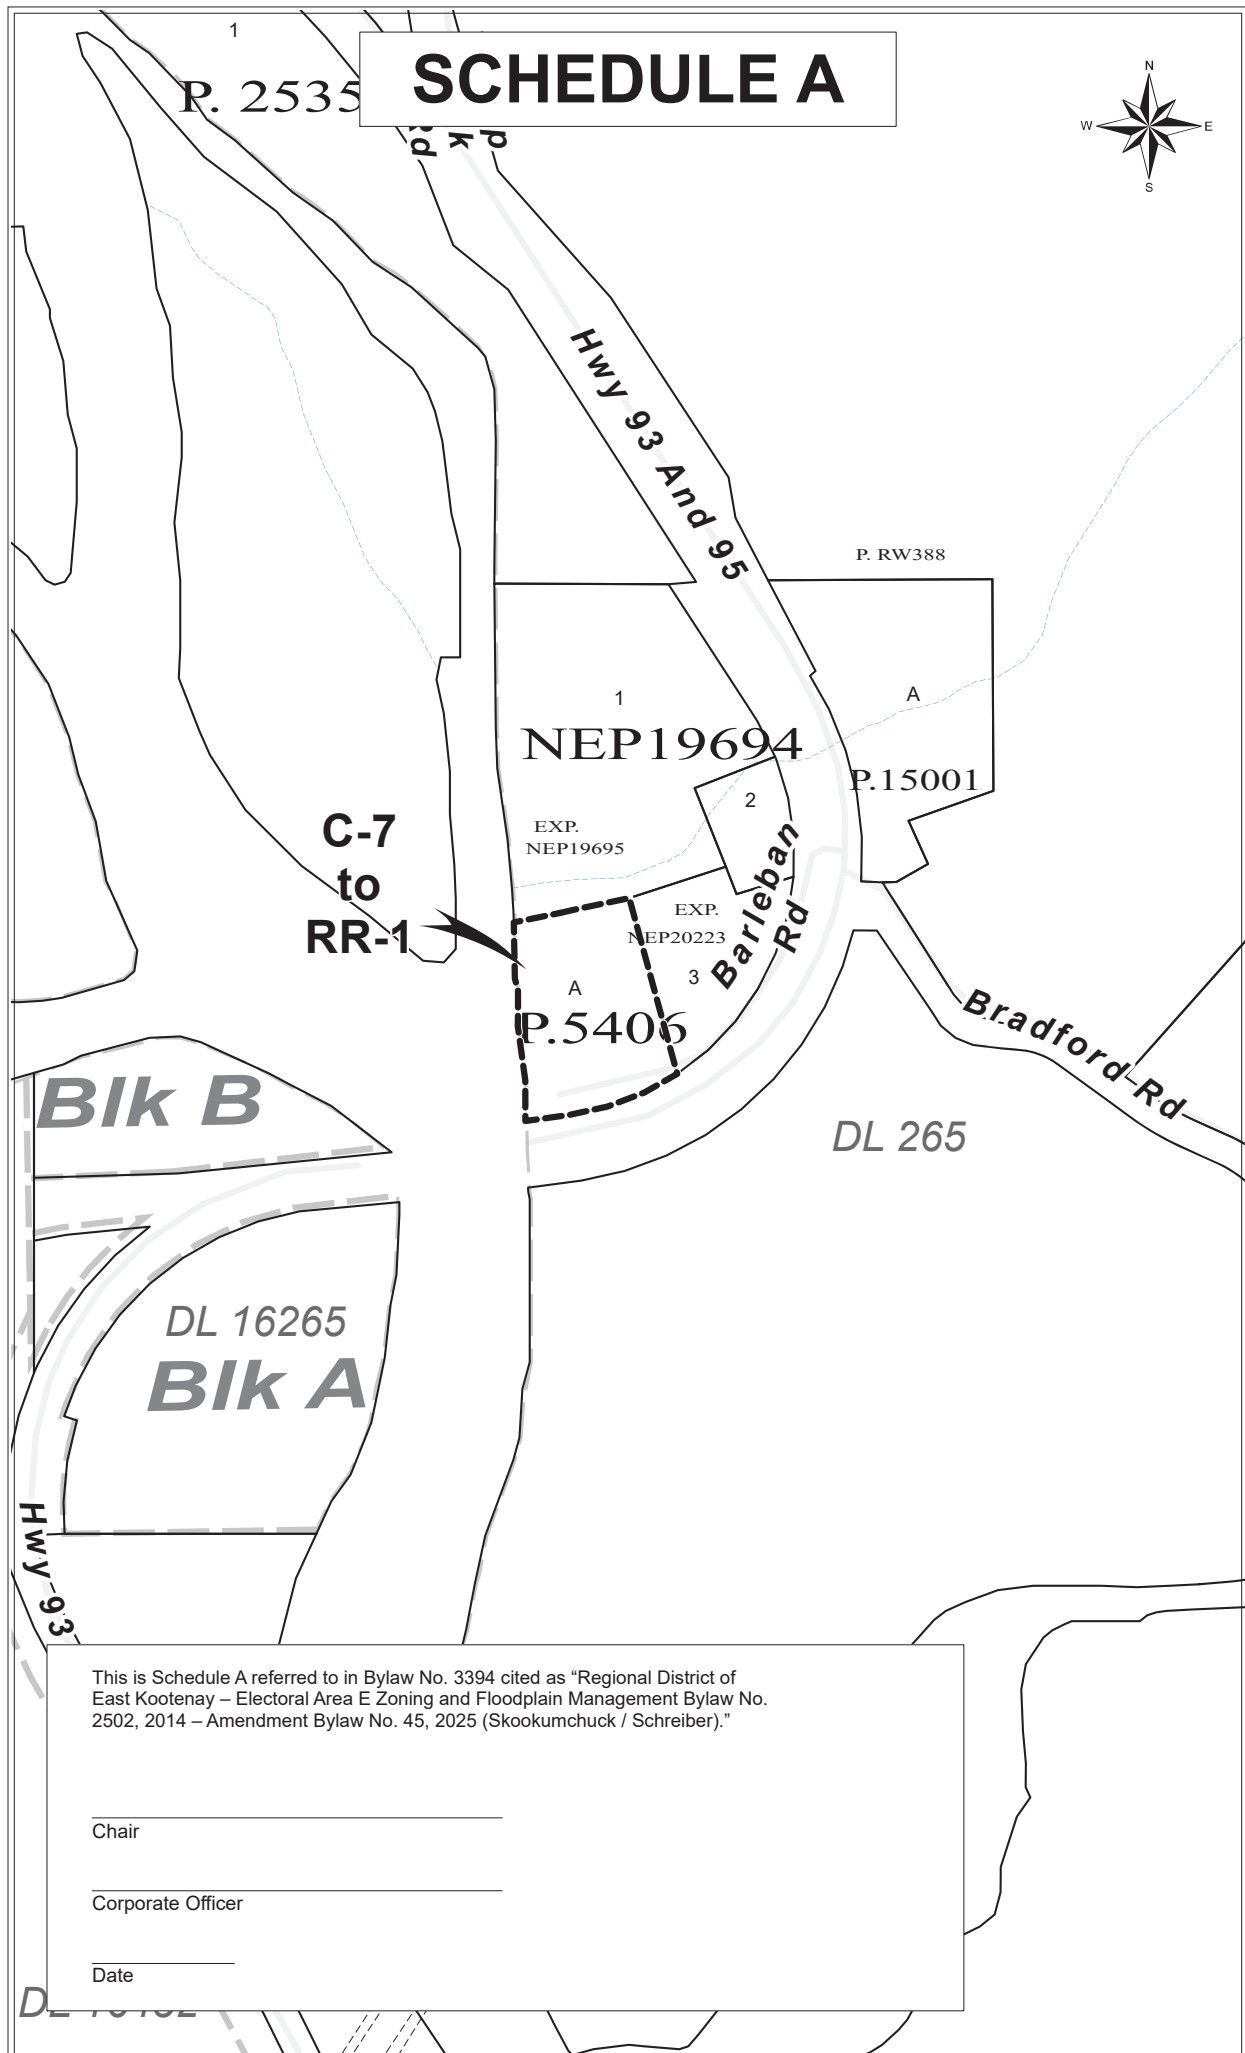 1
P. 2535
SCHEDULE A
Rd
k
p
N
W
E
S
Hwy 93 And 95
P. RW388
1
NEP19694
A
P.15001
2
C-7
to
RR-1
EXP.
NEP19695
Barleban
Rd
EXP.
NEP20223
3
A
P.5406
Bradford Rd
Blk B
DL 265
DL 16265
Blk A
Hwy 93
This is Schedule A referred to in Bylaw No. 3394 cited as “Regional District of
East Kootenay – Electoral Area E Zoning and Floodplain Management Bylaw No.
2502, 2014 – Amendment Bylaw No. 45, 2025 (Skookumchuck / Schreiber).”
Chair
Corporate Officer
Date
DL